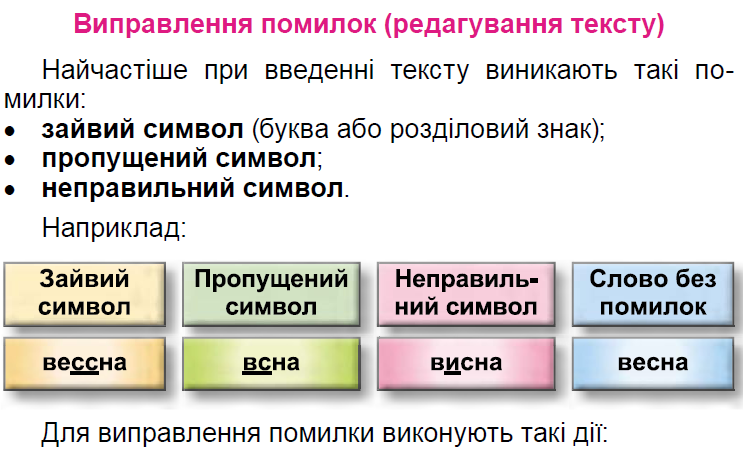 Виправлення помилок (редагування тексту)
Найчастіше при введенні тексту виникають такі по-
милки:
● зайвий символ (буква або розділовий знак);
● пропущений символ;
● неправильний символ.
Наприклад:
Зайвий символ
Пропущений символ
Неправиль-ний символ
Слово без помилок
вессна
всна
висна
весна
Для виправлення помилки виконують такі дії: